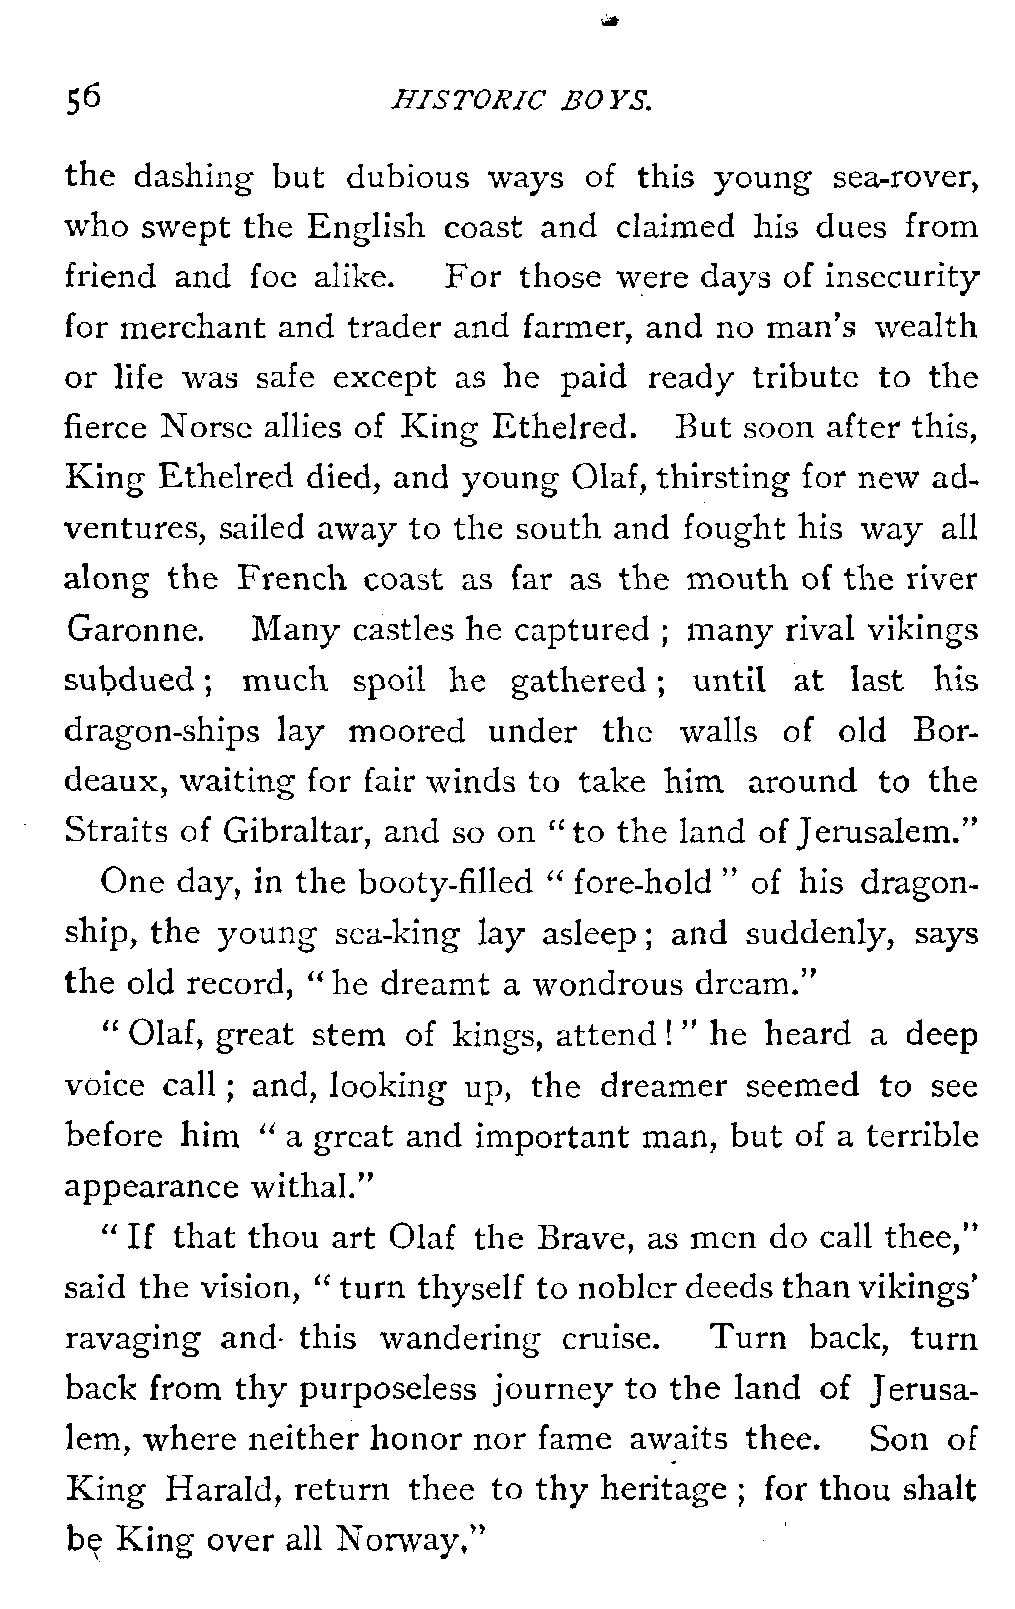 56 HISTORIC BOYS.
the dashing but dubious ways of this young sea-rover,
who swept the English coast and claimed his dues from
friend and foe alike. For those were days of insecurity
for merchant and trader and farmer, and no man's wealth
or life was safe except as he paid ready tribute to the
fierce Norse allies of King Ethelred. But soon after this,
King Ethelred died, and young Olaf, thirsting for new ad-
ventures, sailed away to the south and fought his way all
along the French coast as far as the mouth of the river
Garonne. Many castles he captured ; many rival vikings
subdued ; much spoil he gathered ; until at last his
dragon-ships lay moored under the walls of old Bor-
deaux, waiting for fair winds to take him around to the
Straits of Gibraltar, and so on “to the land of Jerusalem.”
One day, in the booty-filled “ fore-hold ” of his dragon-
ship, the young sea-king lay asleep ; and suddenly, says
the old record, “he dreamt a wondrous dream.”
“ Olaf, great stem of kings, attend ! ” he heard a deep
voice call ; and, looking up, the dreamer seemed to see
before him “ a great and important man, but of a terrible
appearance withal.”
“ If that thou art Olaf the Brave, as men do call thee,”
said the vision, “ turn thyself to nobler deeds than vikings’
ravaging and this wandering cruise. Turn back, turn
back from thy purposeless journey to the land of Jerusa-
lem, where neither honor nor fame awaits thee. Son of
King Harald, return thee to thy heritage ; for thou shalt
be King over all Norway.”